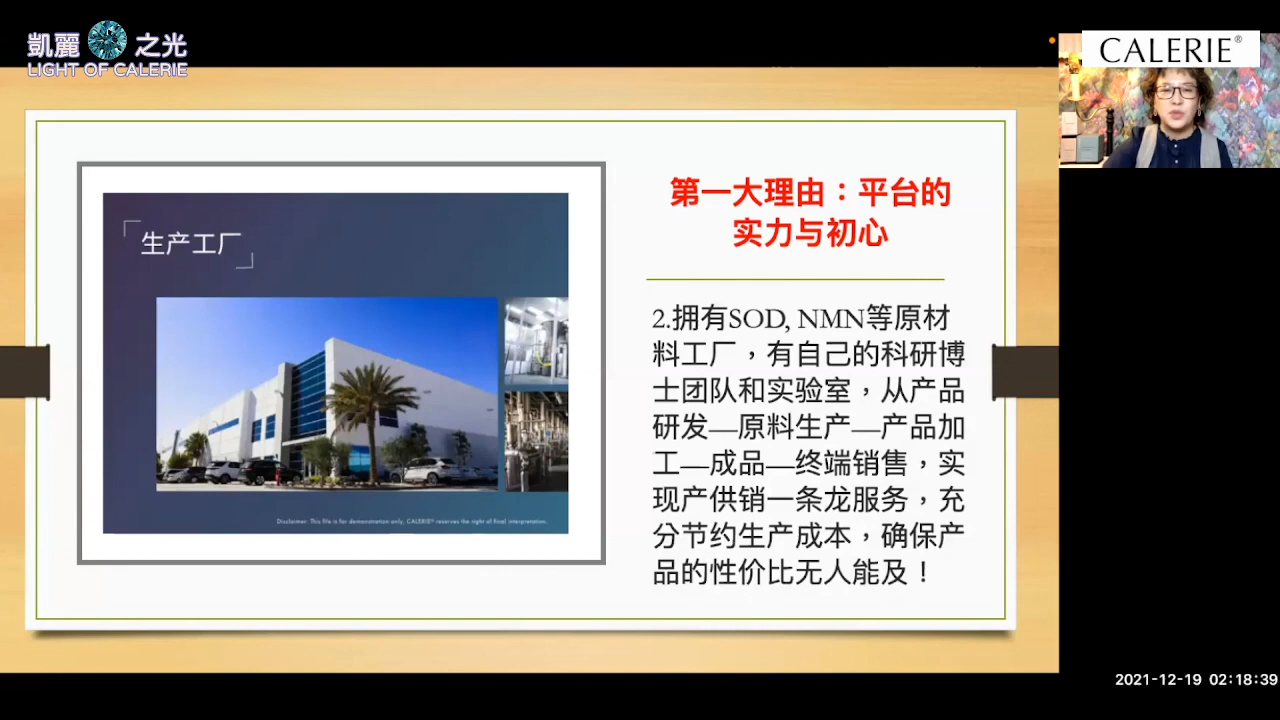 凱麗之光
LIGHT OF CALERIE
CALERIE®
生产工厂
Disclaimer: This file is for demonstration only, CALERIE® reserves the right of final interpretation.
第一大理由：平台的
实力与初心
2.拥有SOD, NMN等原材
料工厂，有自己的科研博
士团队和实验室，从产品
研发—原料生产—产品加
工—成品—终端销售，实
现产供销一条龙服务，充
分节约生产成本，确保产
品的性价比无人能及！
2021-12-19 02:18:39